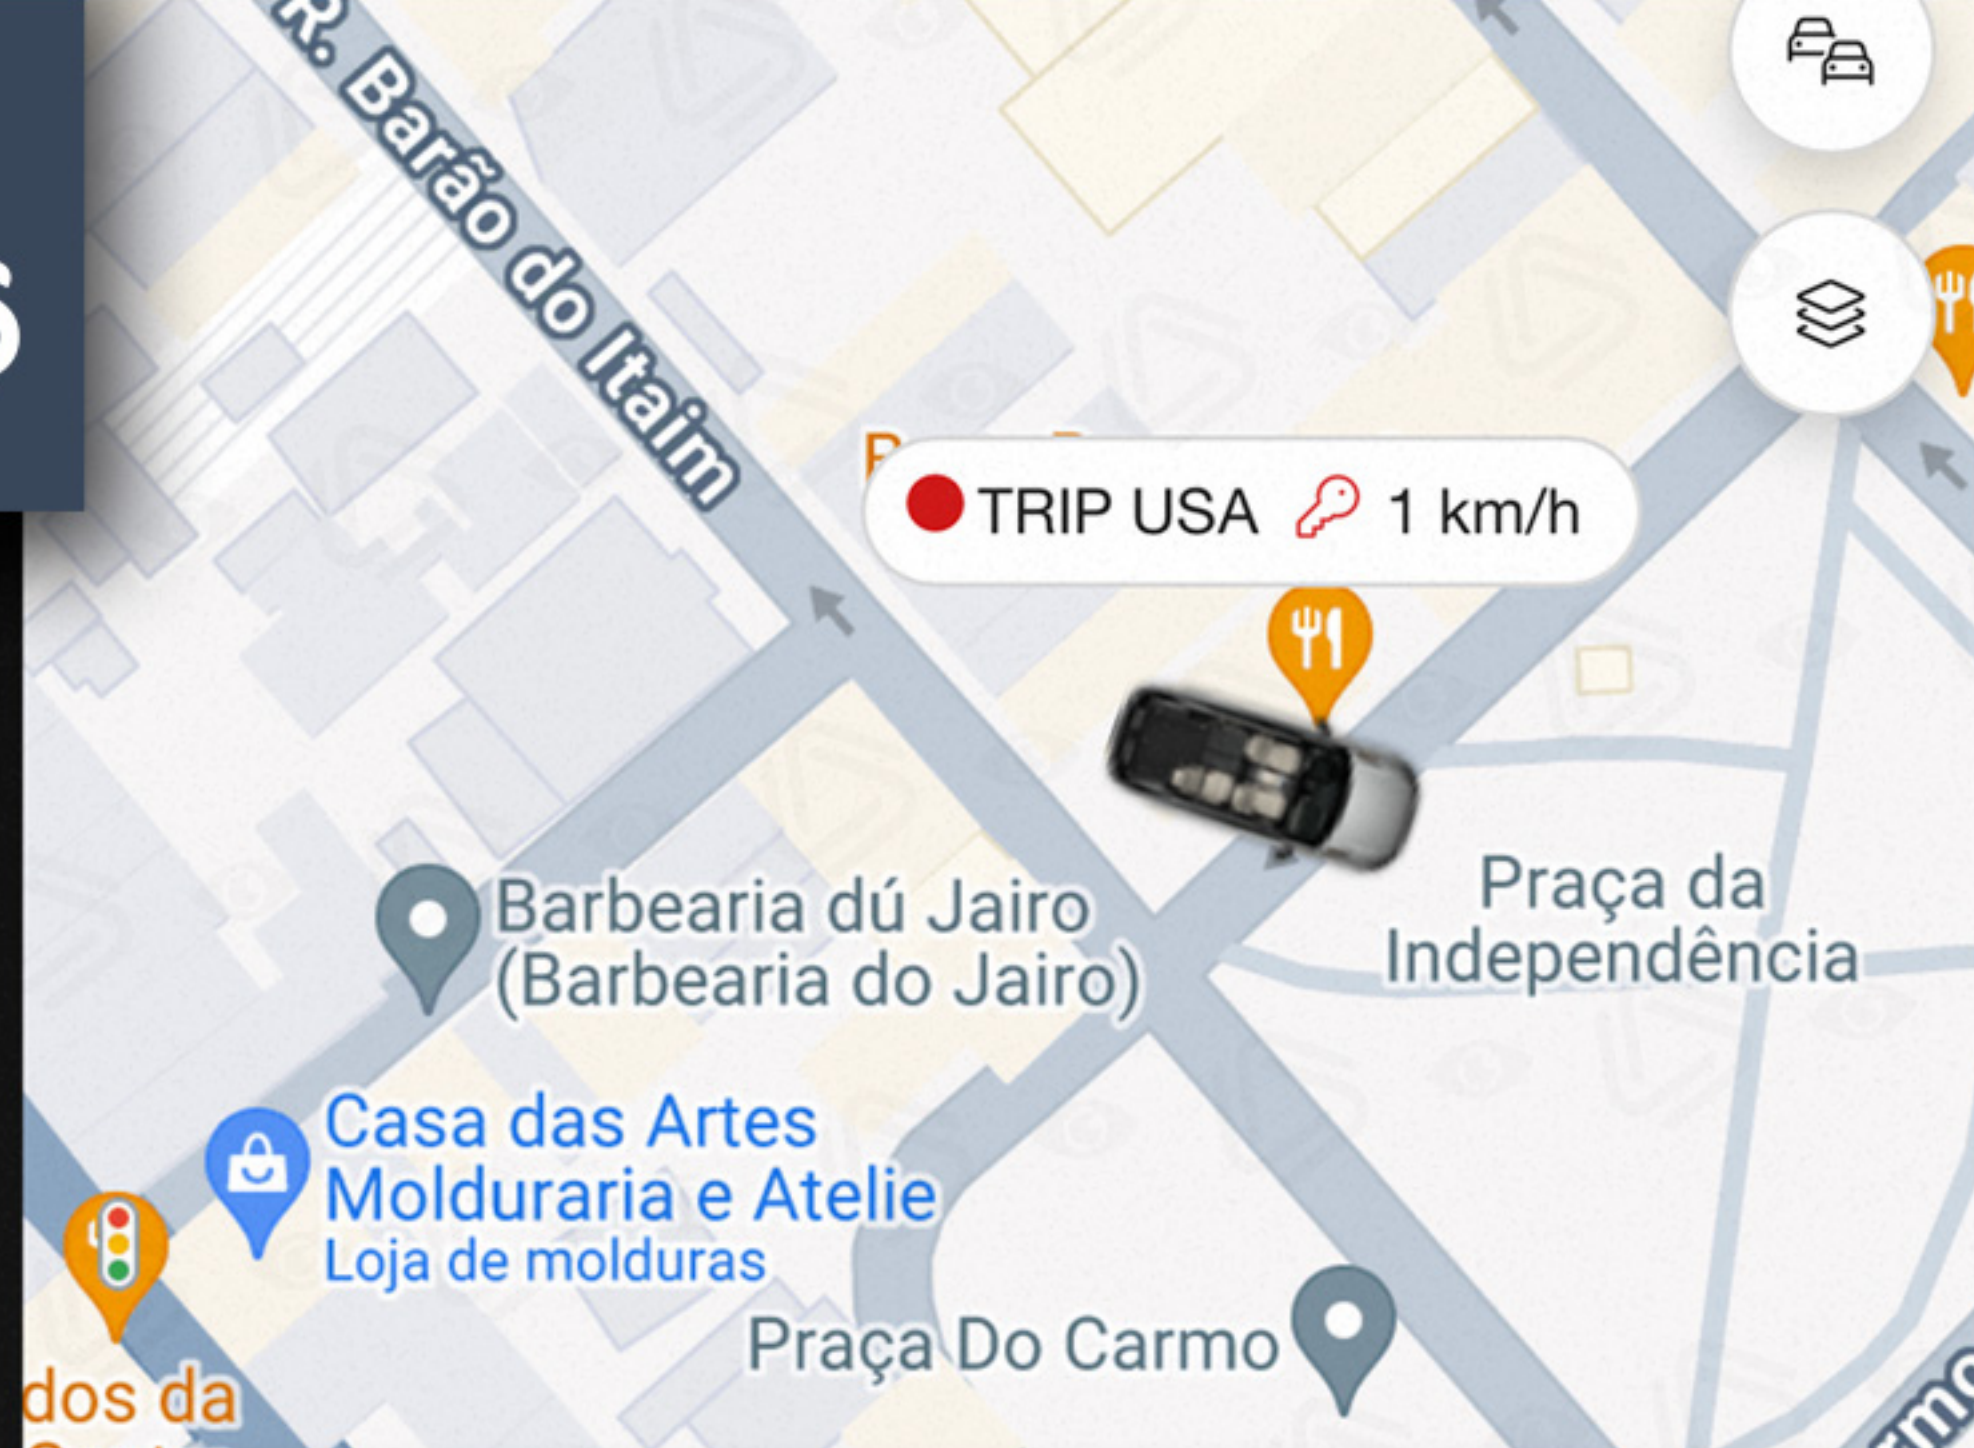 R. Barão do Itaim
TRIP USA 1 km/h
Barbearia dú Jairo
(Barbearia do Jairo)
Praça da
Independência
Casa das Artes
Molduraria e Atelie
Loja de molduras
Praça Do Carmo
dos da